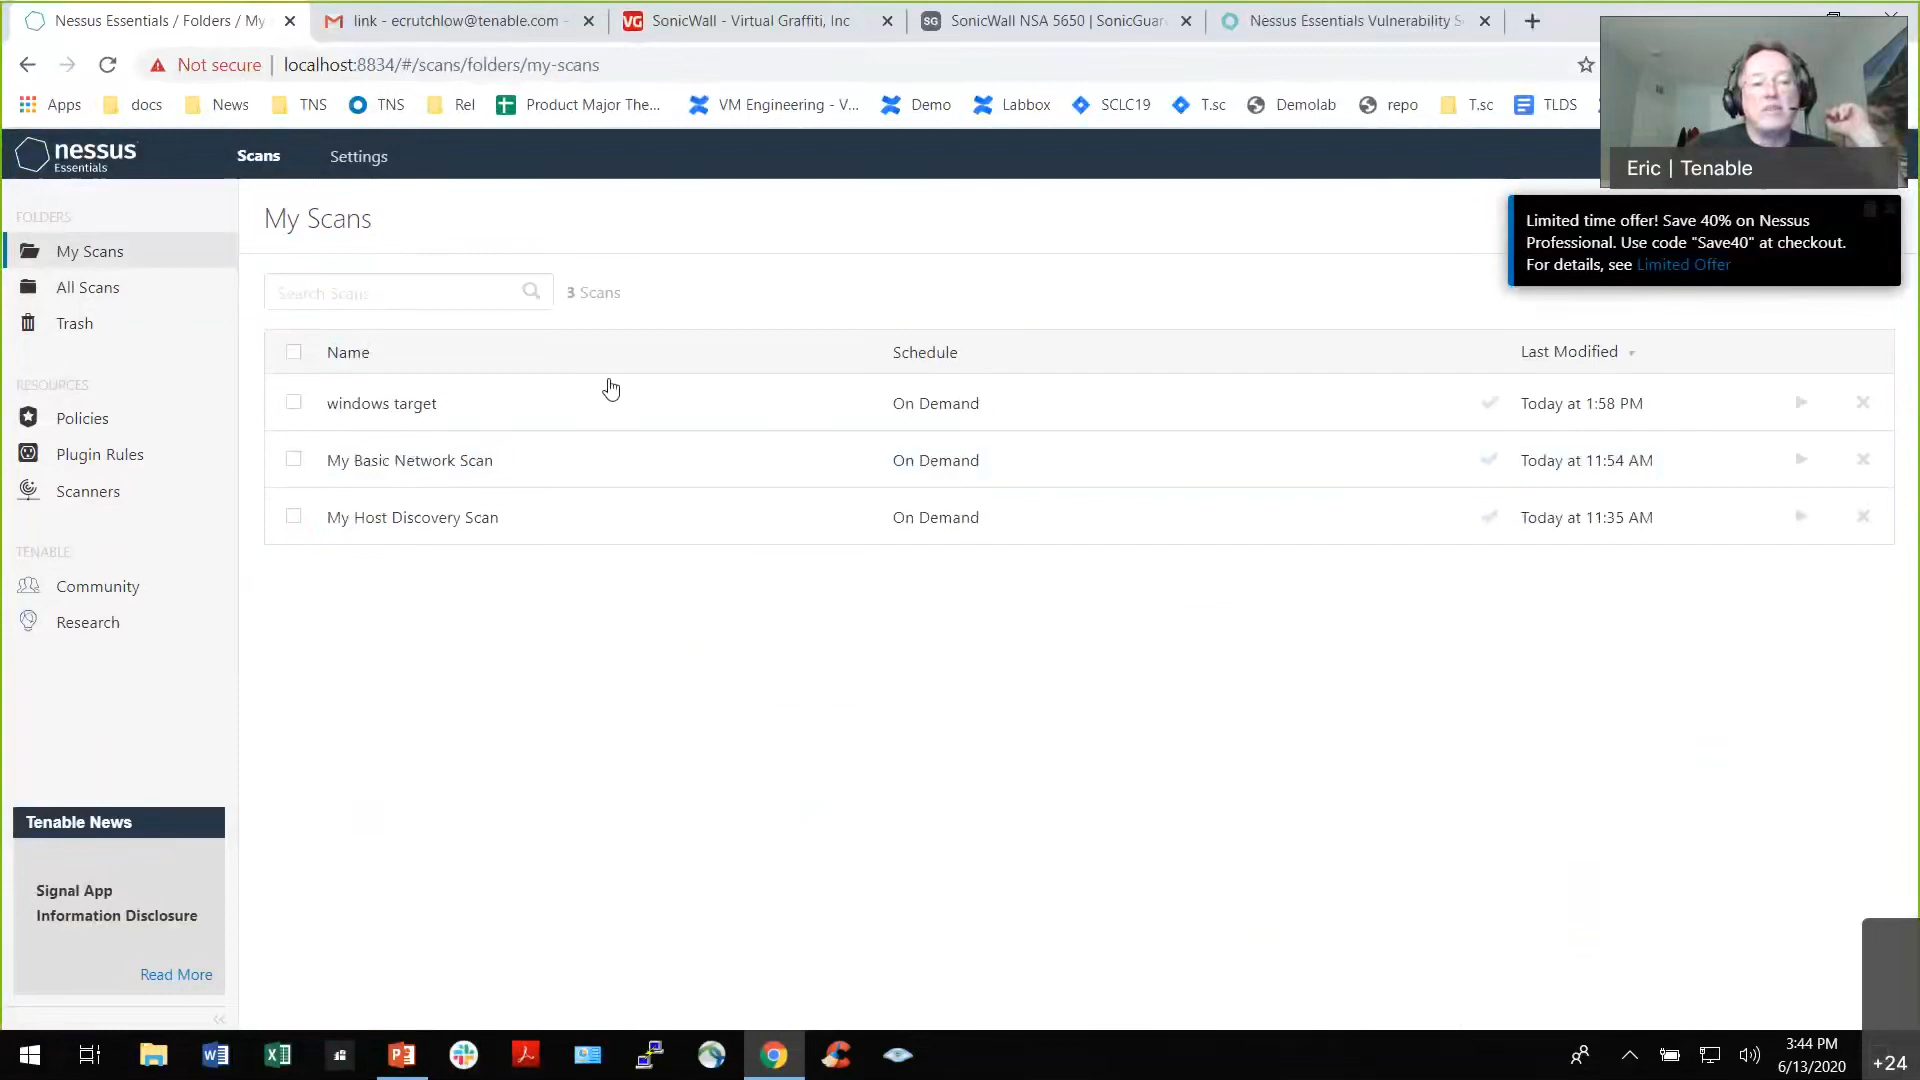 Nessus Essentials / Folders / My
link - ecrutchlow@tenable.com -
VG
SonicWall - Virtual Graffiti, Inc
SG
SonicWall NSA 5650 | SonicGua
Nessus Essentials Vulnerability S
Not secure
localhost:8834/#/scans/folders/my-scans
Apps
docs
News
TNS
TNS
Rel
Product Major The...
VM Engineering - V...
Demo
Labbox
SCLC19
T.sc
Demolab
repo
T.sc
TLDS
Eric | Tenable
nessus
Essentials
Scans
Settings
Limited time offer! Save 40% on Nessus
Professional. Use code "Save40" at checkout.
For details, see Limited Offer
FOLDERS
My Scans
All Scans
Trash
RESOURCES
Policies
Plugin Rules
Scanners
TENABLE
Community
Research
My Scans
Search Scans
3 Scans
Name
Schedule
Last Modified
windows target
On Demand
Today at 1:58 PM
My Basic Network Scan
On Demand
Today at 11:54 AM
My Host Discovery Scan
On Demand
Today at 11:35 AM
Tenable News
Signal App
Information Disclosure
Read More
3:44 PM
6/13/2020
+24